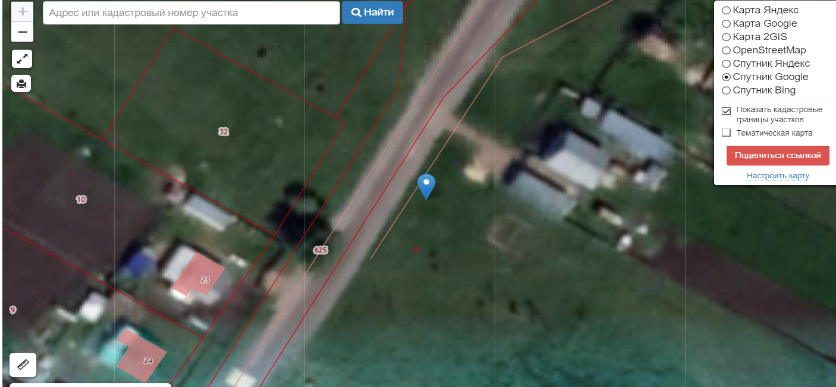 Адрес или кадастровый номер участка
Найти
Карта Яндекс
Карта Google
Карта 2GIS
OpenStreetMap
Спутник Яндекс
Спутник Google
Спутник Bing
Показать кадастровые
границы участков
Тематическая карта
Поделиться ссылкой
Настроить карту
32
10
625
23
9
24